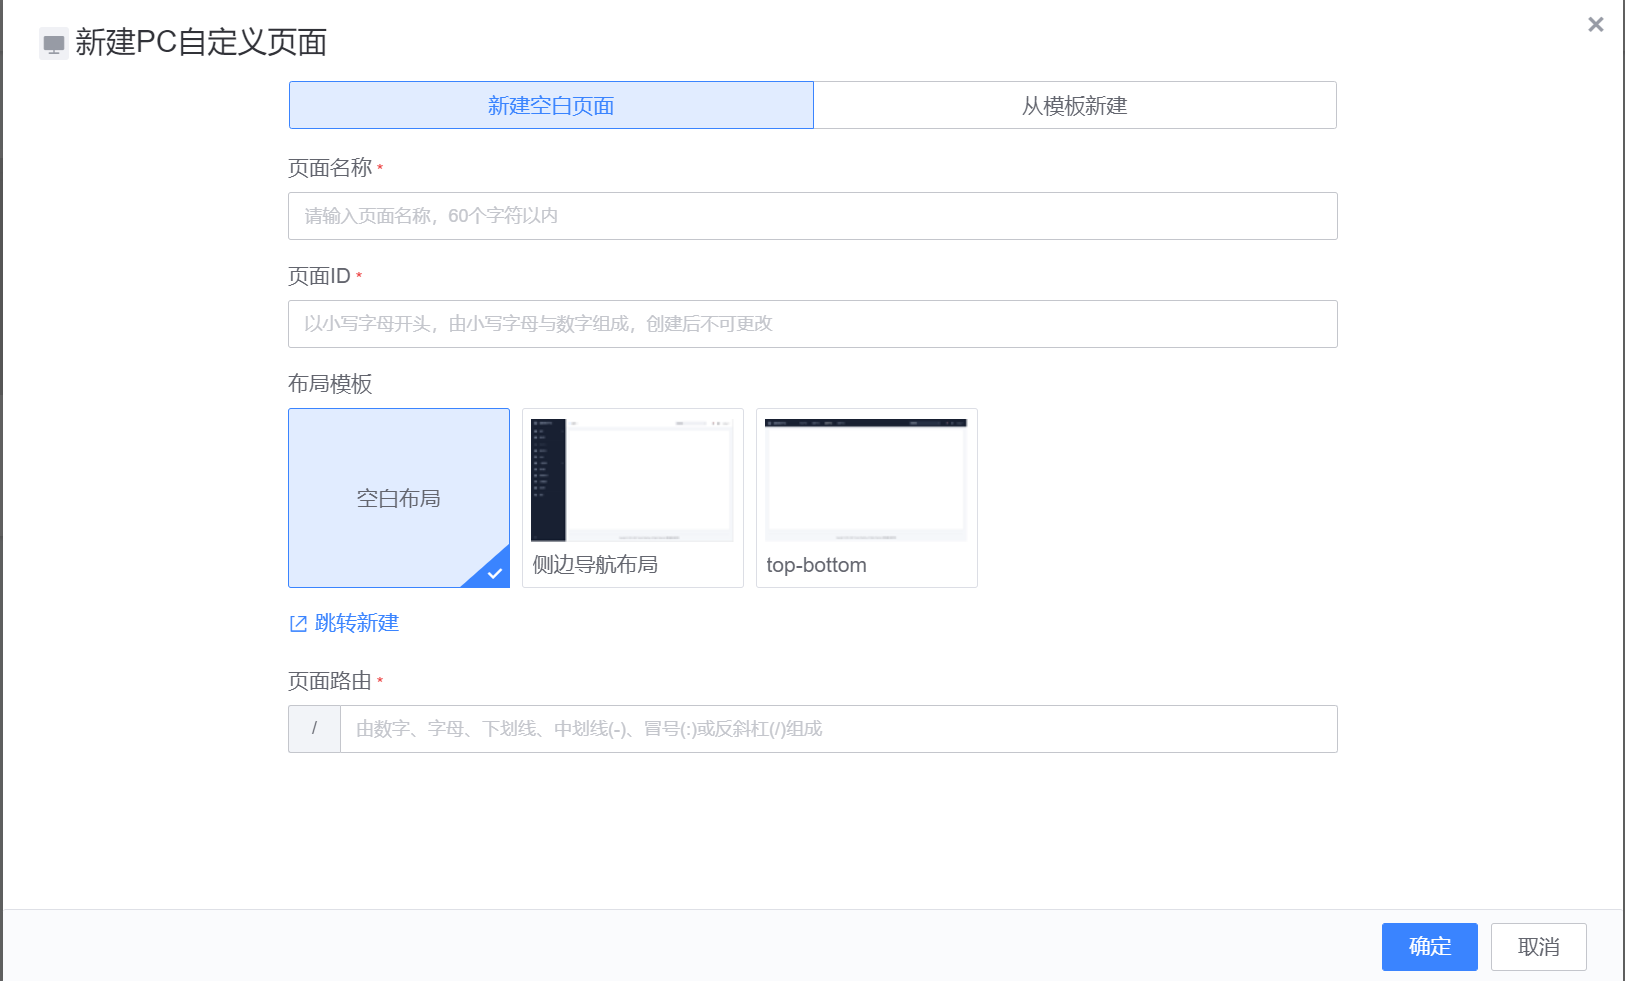 新建PC自定义页面
新建空白页面
从模板新建
页面名称 *
请输入页面名称，60个字符以内
页面ID *
以小写字母开头，由小写字母与数字组成，创建后不可更改
布局模板
空白布局
侧边导航布局
top-bottom
跳转新建
页面路由 *
/
由数字、字母、下划线、中划线(-)、冒号(:)或反斜杠(/)组成
确定
取消